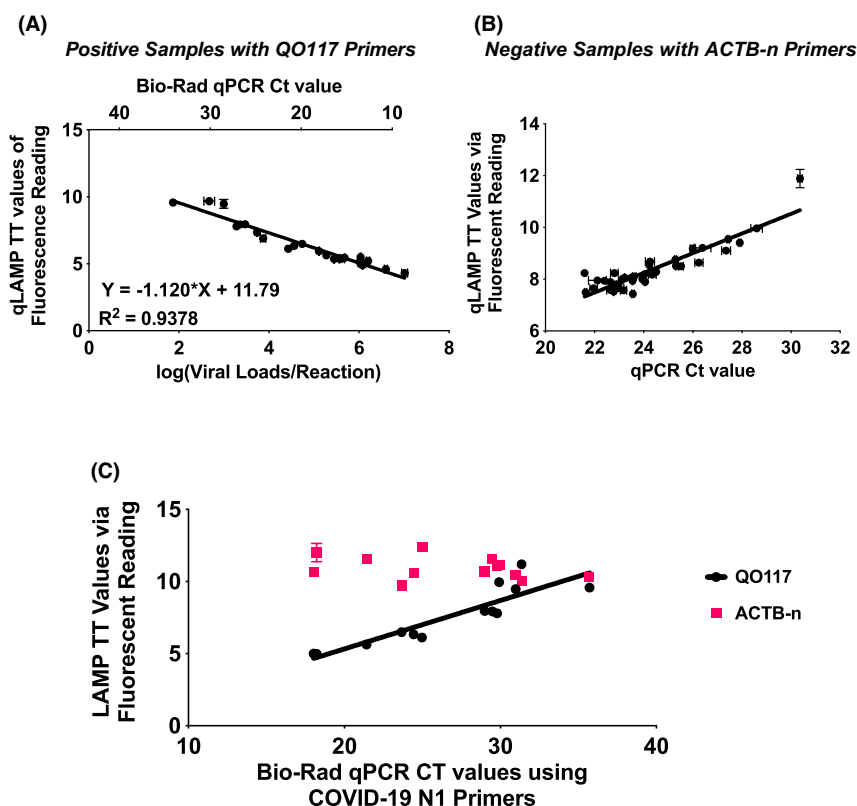 (A)
Positive Samples with QO117 Primers
Bio-Rad qPCR Ct value
40 30 20 10
qLAMP TT values of
Fluorescence Reading
15
10
5
0
Y = -1.120*X + 11.79
R² = 0.9378
0 2 4 6 8
log(Viral Loads/Reaction)
(B)
Negative Samples with ACTB-n Primers
qLAMP TT Values via
Fluorescent Reading
14
12
10
8
6
20 22 24 26 28 30 32
qPCR Ct value
(C)
LAMP TT Values via
Fluorescent Reading
15
10
5
0
10 20 30 40
Bio-Rad qPCR CT values using
COVID-19 N1 Primers
QO117
ACTB-n